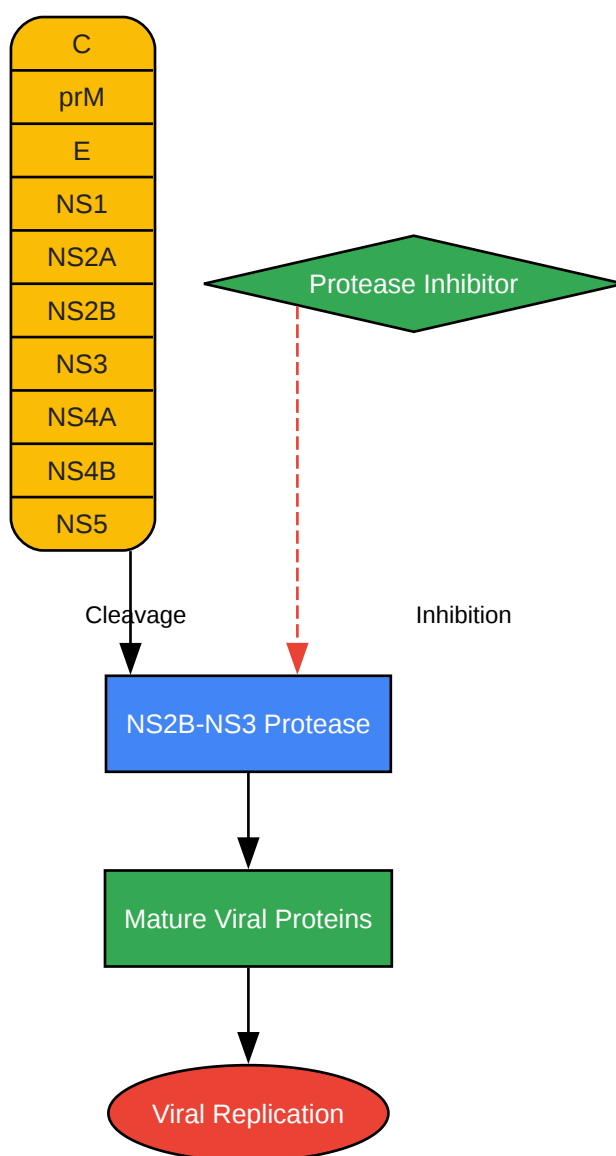 C
prM
E
NS1
NS2A
NS2B
NS3
NS4A
NS4B
NS5
Protease Inhibitor
Cleavage
Inhibition
NS2B-NS3 Protease
Mature Viral Proteins
Viral Replication